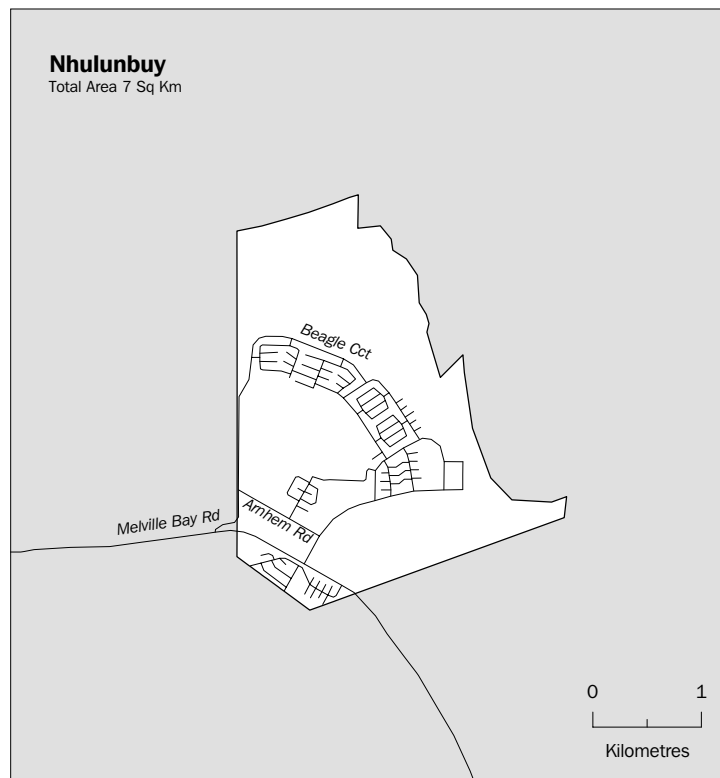 Nhulunbuy
Total Area 7 Sq Km
Beagle Cct
Arnhem Rd
Melville Bay Rd
0 1
Kilometres